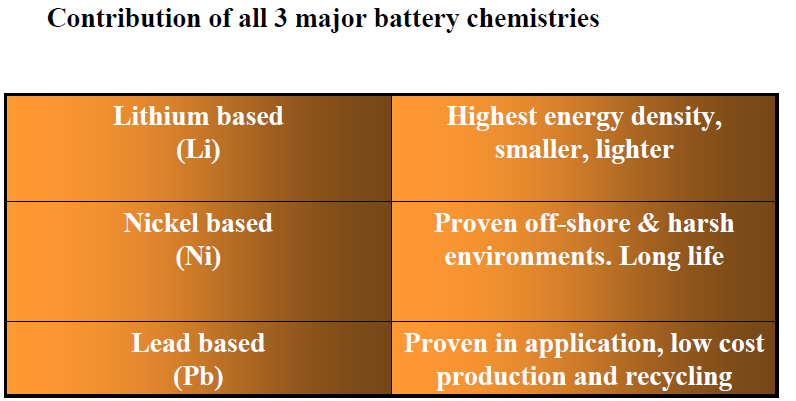 Contribution of all 3 major battery chemistries
Lithium based
(Li)
Highest energy density,
smaller, lighter
Nickel based
(Ni)
Proven off-shore & harsh
environments. Long life
Lead based
(Pb)
Proven in application, low cost
production and recycling